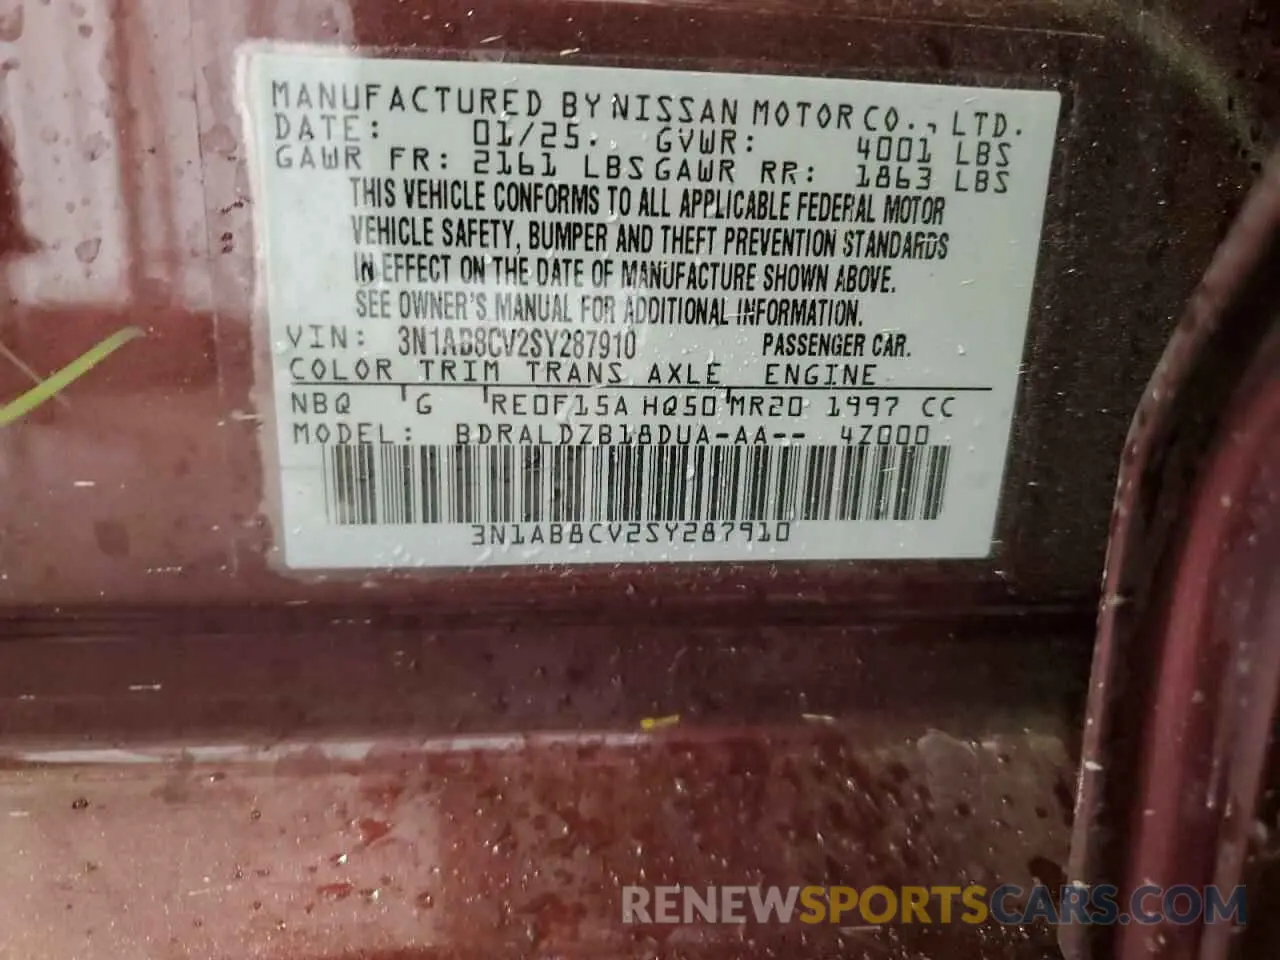 MANUFACTURED BY NISSAN MOTOR CO., LTD.
DATE: 01/25. GVWR: 4001 LBS
GAWR FR: 2161 LBS GAWR RR: 1863 LBS
THIS VEHICLE CONFORMS TO ALL APPLICABLE FEDERAL MOTOR
VEHICLE SAFETY, BUMPER AND THEFT PREVENTION STANDARDS
IN EFFECT ON THE DATE OF MANUFACTURE SHOWN ABOVE.
SEE OWNER'S MANUAL FOR ADDITIONAL INFORMATION.
VIN: 3N1AB8CV2SY287910 PASSENGER CAR.
COLOR TRIM TRANS AXLE ENGINE
NBQ G RE0F15A HQ50 MR20 1997 CC
MODEL: BDRALDZB18DUA-AA-- 4Z000
3N1AB8CV2SY287910
RENEWSPORTSCARS.COM